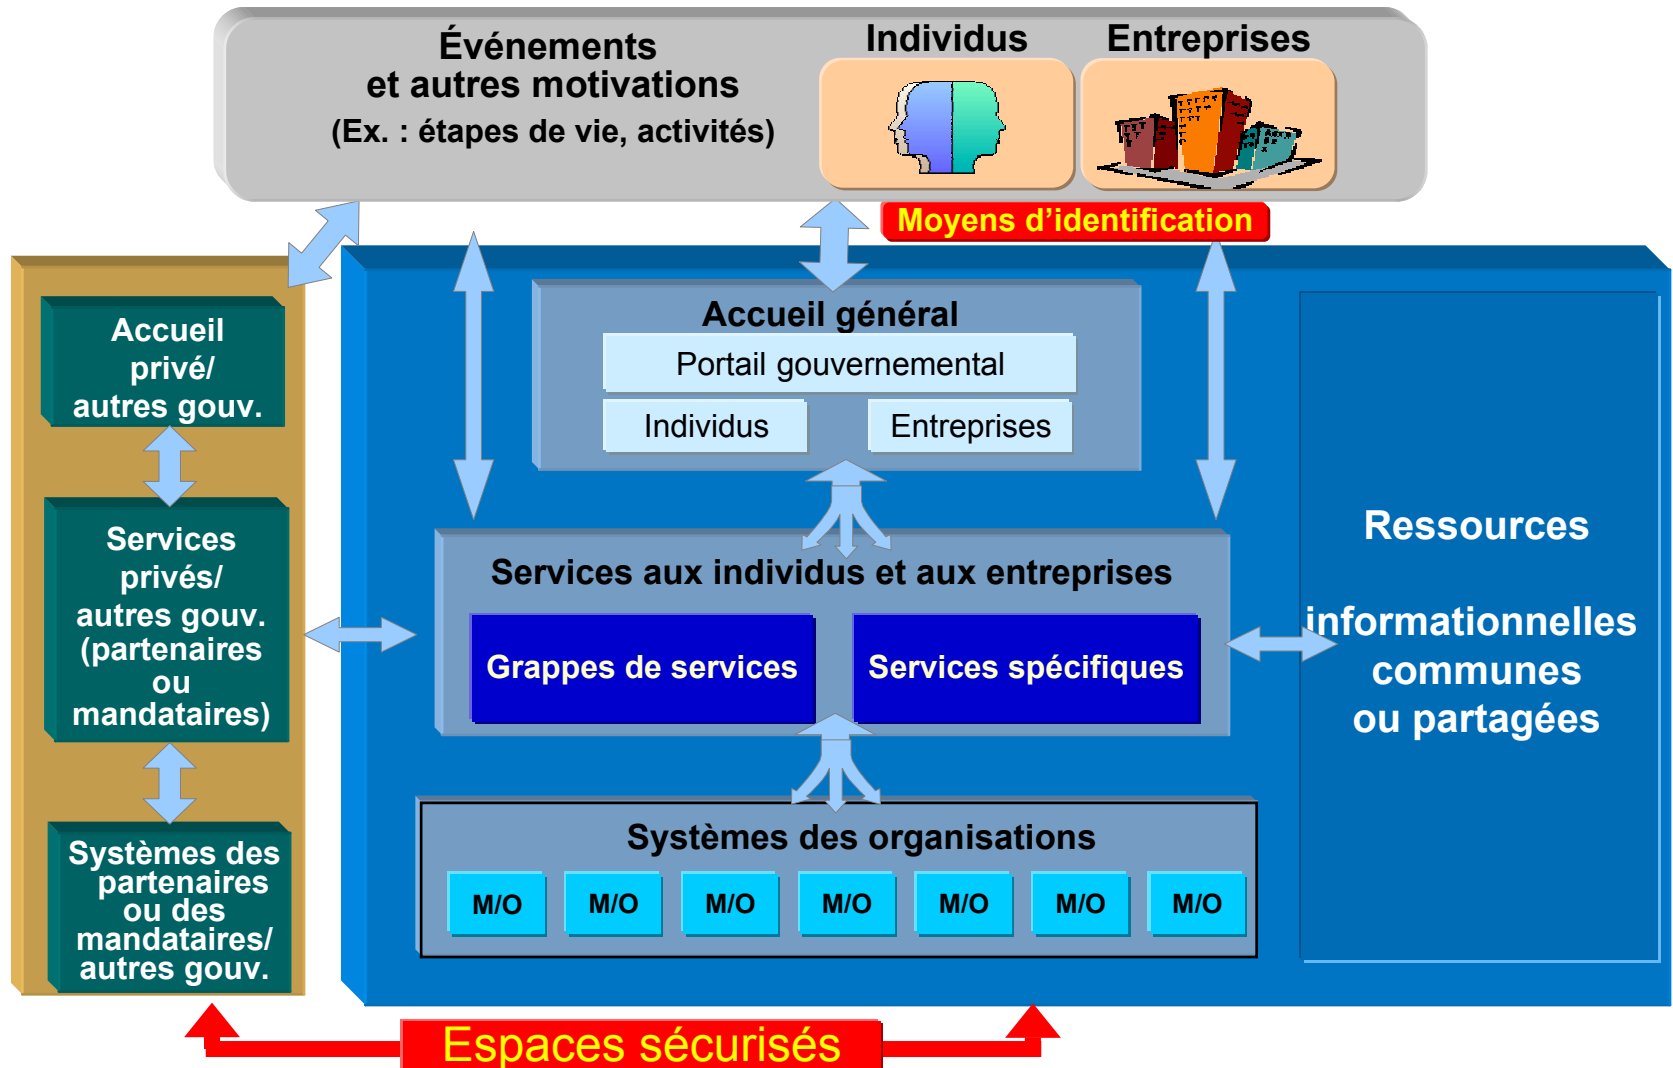 Événements
et autres motivations
(Ex. : étapes de vie, activités)
Individus
Entreprises
Moyens d’identification
Accueil
privé/
autres gouv.
Services
privés/
autres gouv.
(partenaires
ou
mandataires)
Systèmes des
partenaires
ou des
mandataires/
autres gouv.
Accueil général
Portail gouvernemental
Individus
Entreprises
Services aux individus et aux entreprises
Grappes de services
Services spécifiques
Systèmes des organisations
M/O M/O M/O M/O M/O M/O M/O
Ressources
informationnelles
communes
ou partagées
Espaces sécurisés